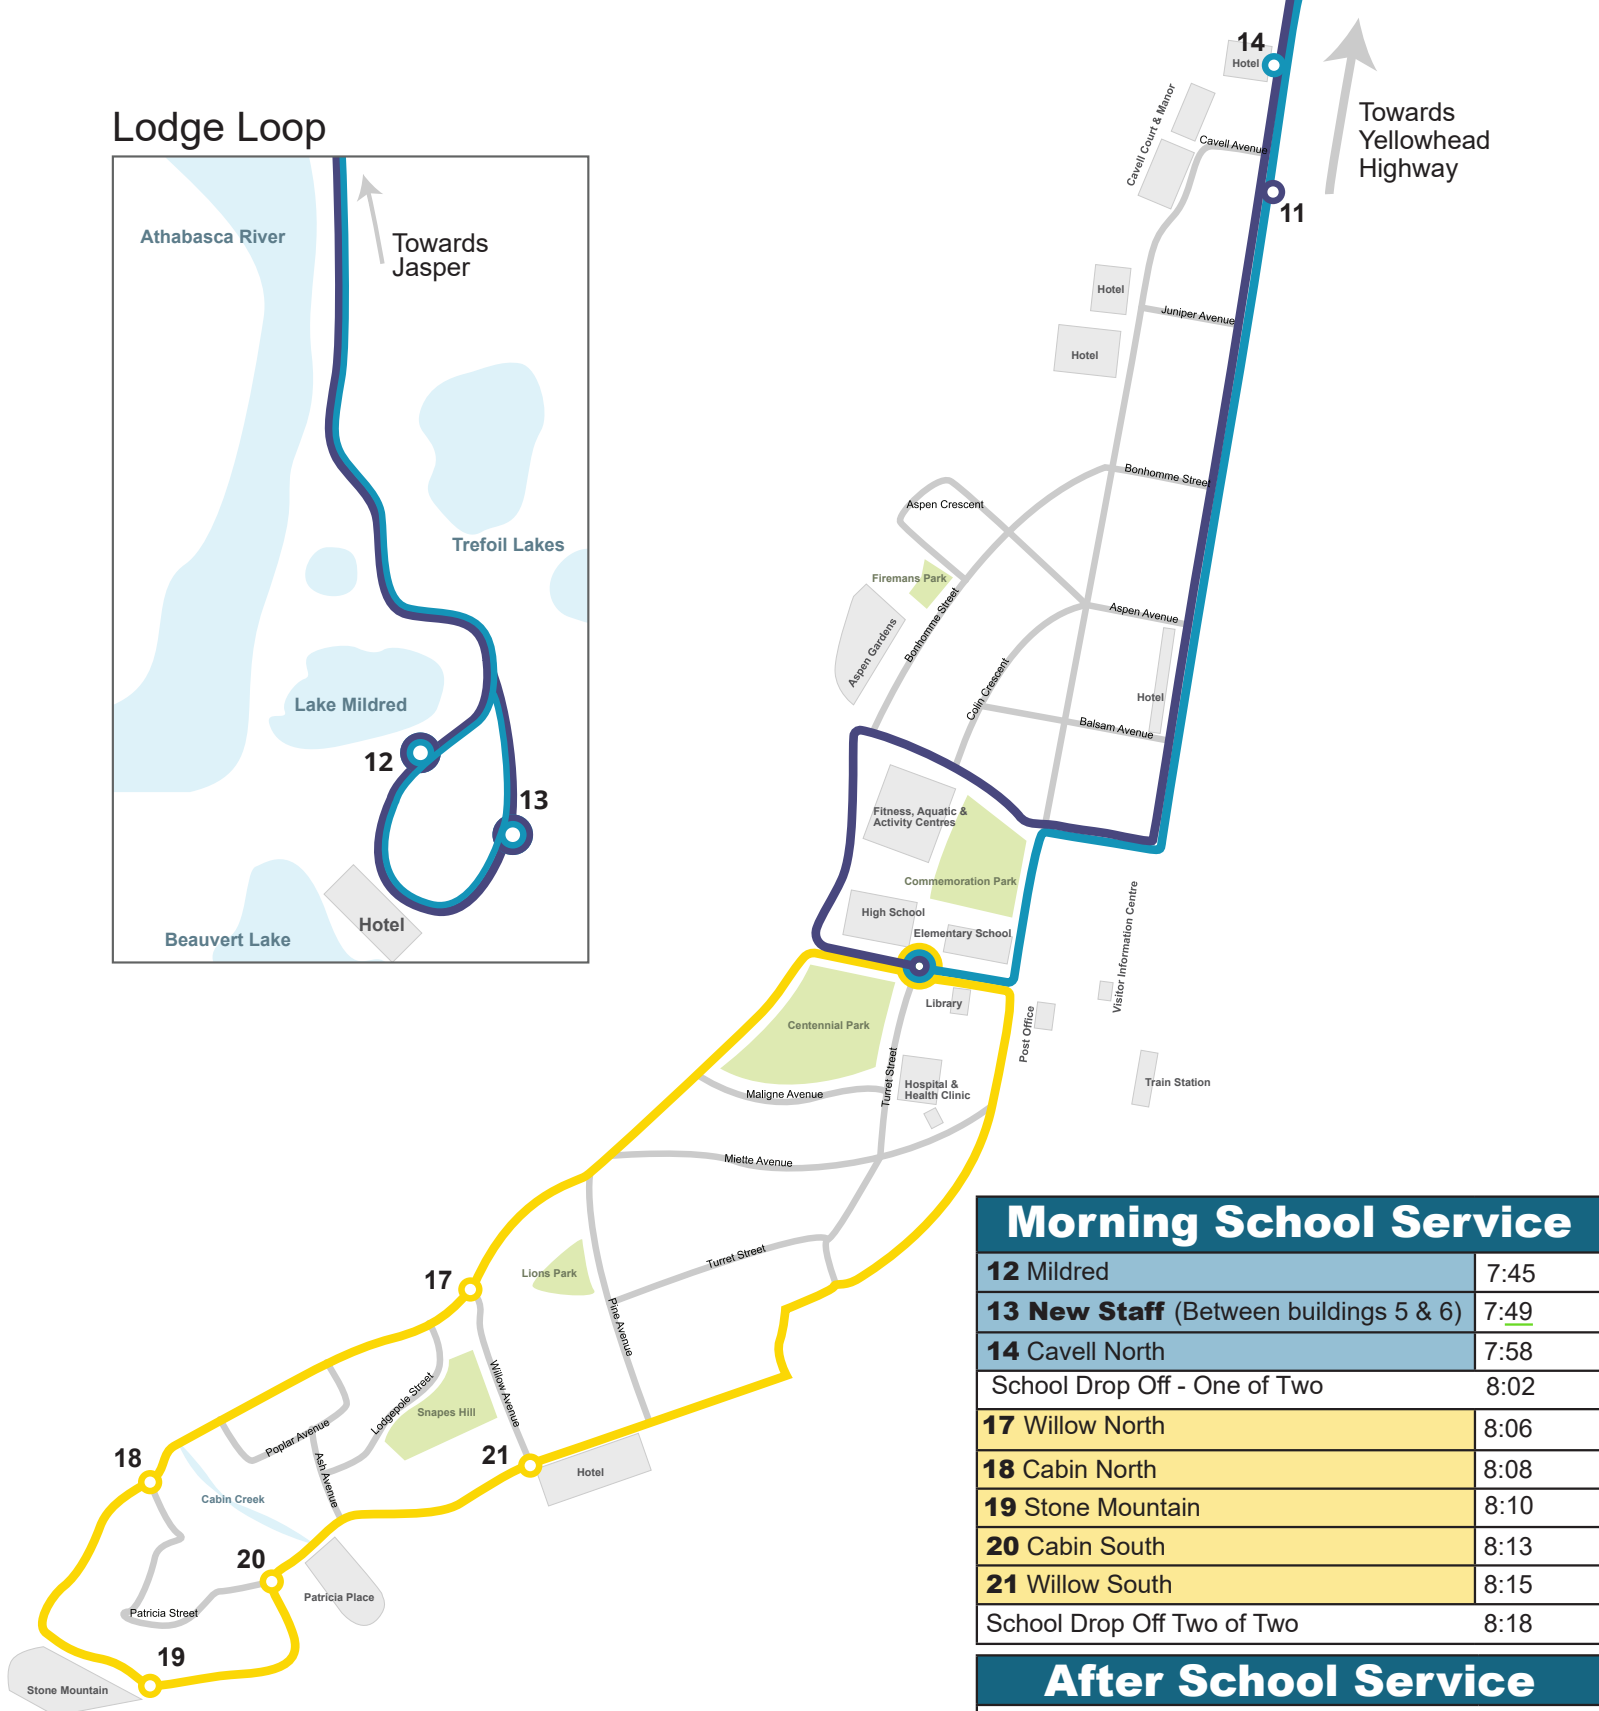 14
Hotel
Towards
Yellowhead
Highway
Cavell Court & Manor
Cavell Avenue
11
Lodge Loop
Athabasca River
Towards
Jasper
Hotel
Juniper Avenue
Hotel
Bonhomme Street
Aspen Crescent
Trefoil Lakes
Firemans Park
Bonhomme Street
Aspen Gardens
Aspen Avenue
Colin Crescent
Hotel
Balsam Avenue
Lake Mildred
12
13
Fitness, Aquatic &
Activity Centres
Commemoration Park
High School
Elementary School
Hotel
Beauvert Lake
Visitor Information Centre
Library
Post Office
Centennial Park
Turret Street
Hospital &
Health Clinic
Train Station
Maligne Avenue
Miette Avenue
Turret Street
Lions Park
17
Pine Avenue
Willow Avenue
Lodgepole Street
Snapes Hill
Poplar Avenue
Ash Avenue
21
Hotel
18
Cabin Creek
20
Patricia Place
Patricia Street
19
Stone Mountain
Morning School Service
12 Mildred 7:45
13 New Staff (Between buildings 5 & 6) 7:49
14 Cavell North 7:58
School Drop Off - One of Two 8:02
17 Willow North 8:06
18 Cabin North 8:08
19 Stone Mountain 8:10
20 Cabin South 8:13
21 Willow South 8:15
School Drop Off Two of Two 8:18
After School Service